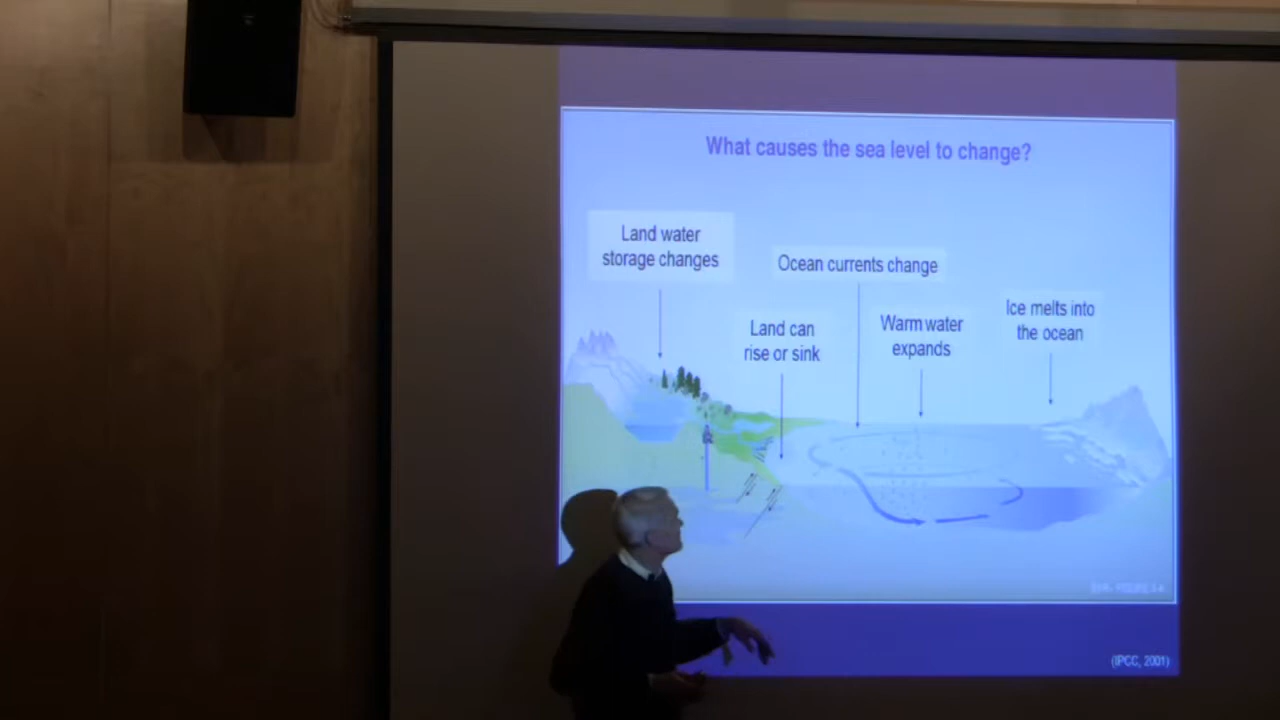 What causes the sea level to change?
Land water
storage changes
Ocean currents change
Land can
rise or sink
Warm water
expands
Ice melts into
the ocean
(IPCC, 2001)